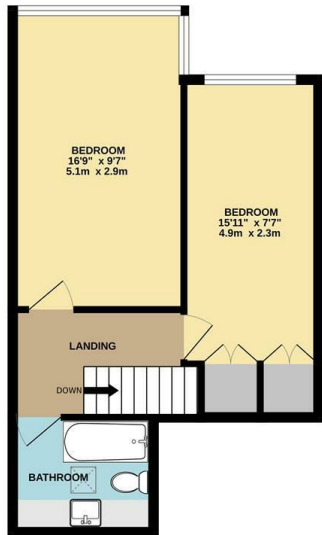 BEDROOM
16'9" x 9'7"
5.1m x 2.9m
BEDROOM
15'11" x 7'7"
4.9m x 2.3m
LANDING
DOWN
BATHROOM